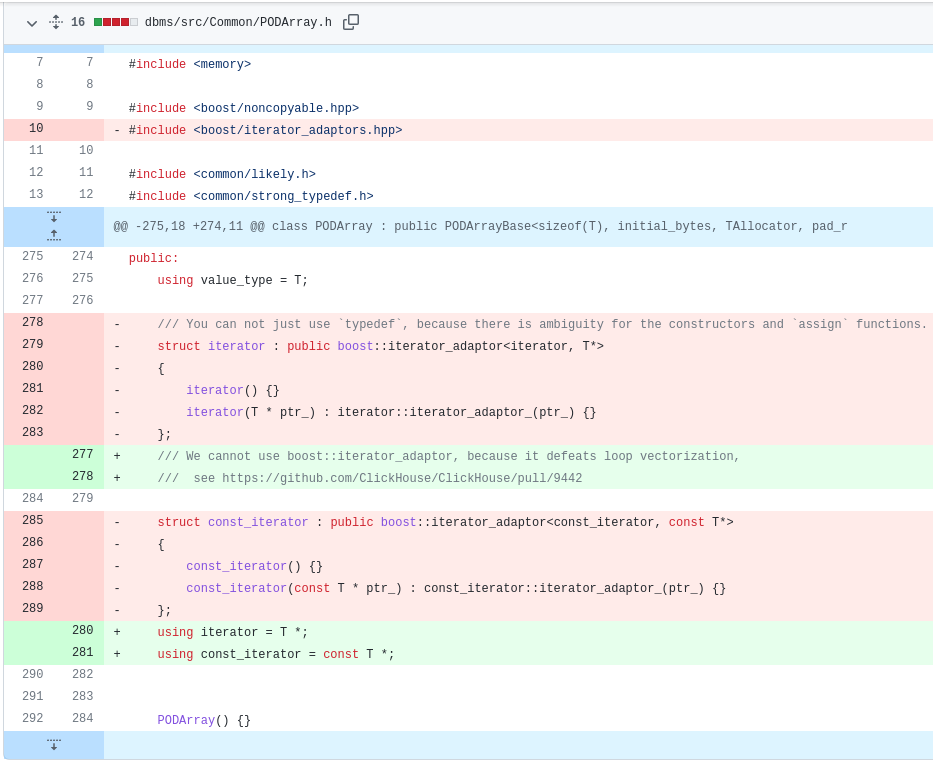 16 dbms/src/Common/PODArray.h
7 7 #include <memory>
8 8
9 9 #include <boost/noncopyable.hpp>
10 - #include <boost/iterator_adaptors.hpp>
11 10
12 11 #include <common/likely.h>
13 12 #include <common/strong_typedef.h>
@@ -275,18 +274,11 @@ class PODArray : public PODArrayBase<sizeof(T), initial_bytes, TAllocator, pad_r
275 274 public:
276 275     using value_type = T;
277 276
278 -     /// You can not just use `typedef`, because there is ambiguity for the constructors and `assign` functions.
279 -     struct iterator : public boost::iterator_adaptor<iterator, T*>
280 -     {
281 -         iterator() {}
282 -         iterator(T * ptr_) : iterator::iterator_adaptor_(ptr_) {}
283 -     };
277 +     /// We cannot use boost::iterator_adaptor, because it defeats loop vectorization,
278 +     ///  see https://github.com/ClickHouse/ClickHouse/pull/9442
284 279
285 -     struct const_iterator : public boost::iterator_adaptor<const_iterator, const T*>
286 -     {
287 -         const_iterator() {}
288 -         const_iterator(const T * ptr_) : const_iterator::iterator_adaptor_(ptr_) {}
289 -     };
280 +     using iterator = T *;
281 +     using const_iterator = const T *;
290 282
291 283
292 284     PODArray() {}